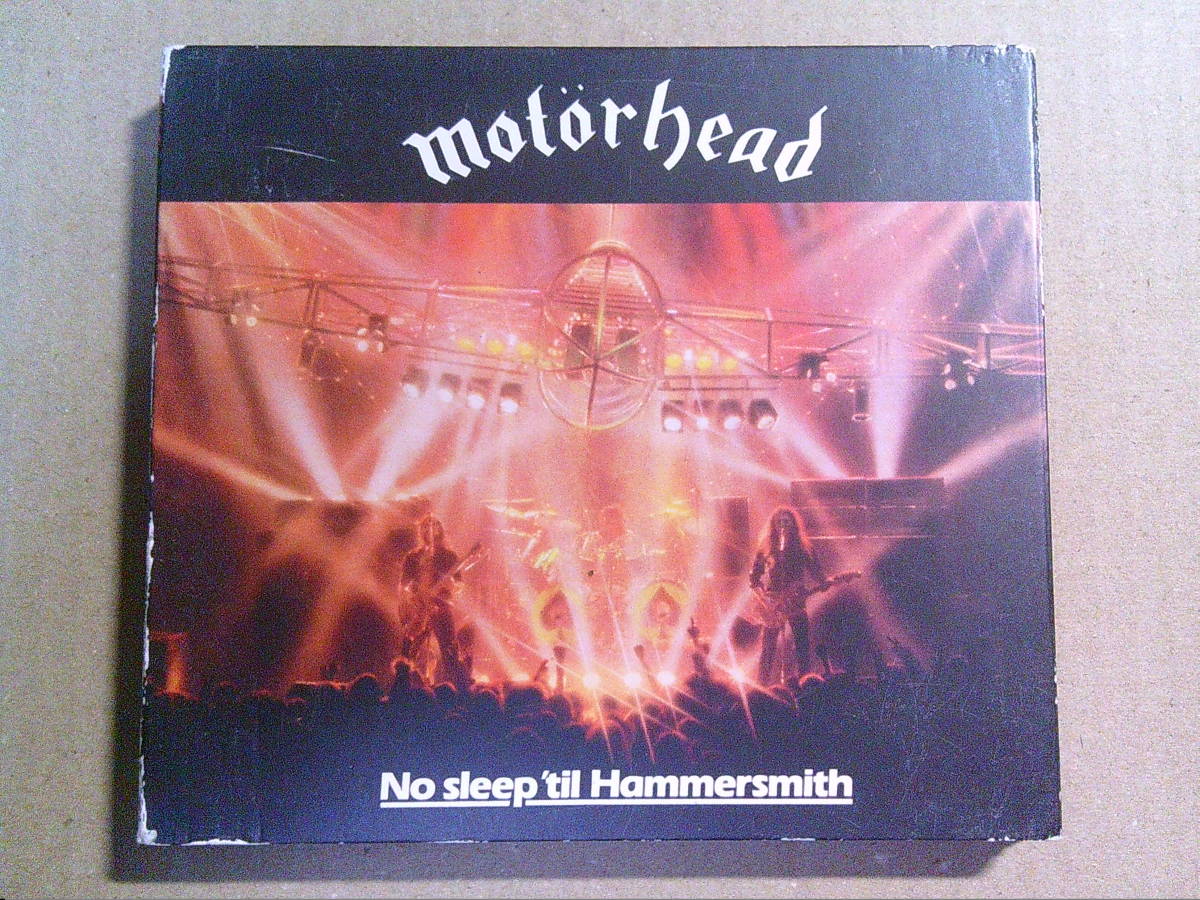 motörhead
No sleep 'til Hammersmith